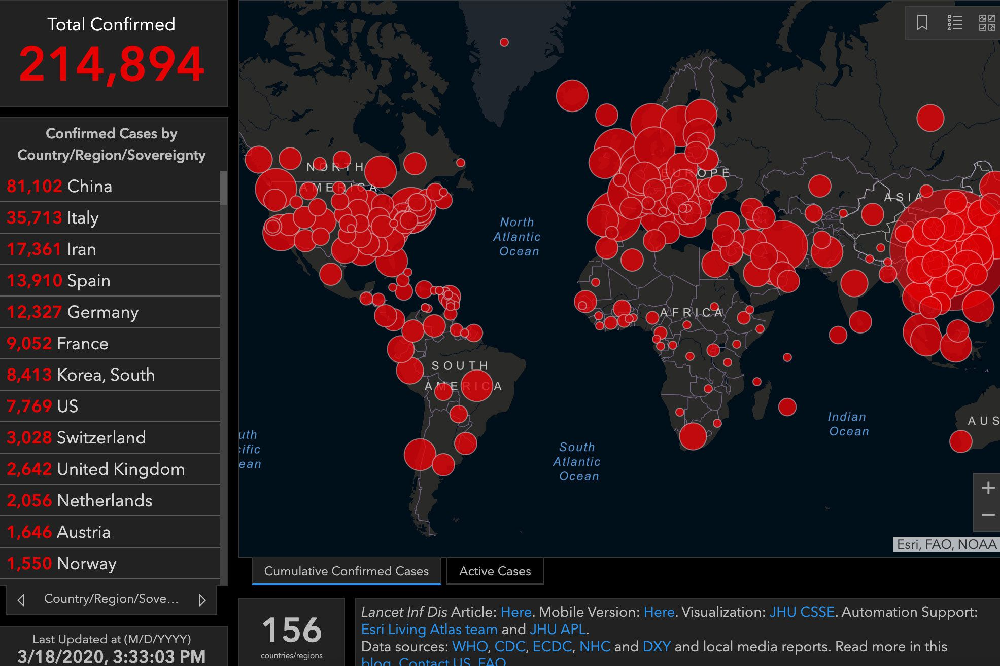 Total Confirmed
214,894
Confirmed Cases by
Country/Region/Sovereignty
81,102 China
35,713 Italy
17,361 Iran
13,910 Spain
12,327 Germany
9,052 France
8,413 Korea, South
7,769 US
3,028 Switzerland
2,642 United Kingdom
2,056 Netherlands
1,646 Austria
1,550 Norway
Country/Region/Sove...
Last Updated at (M/D/YYYY)
3/18/2020, 3:33:03 PM
NORTH
AMERICA
EUROPE
ASIA
North
Atlantic
Ocean
AFRICA
SOUTH
AMERICA
Indian
Ocean
AUS
uth
cific
ean
South
Atlantic
Ocean
Esri, FAO, NOAA
Cumulative Confirmed Cases
Active Cases
156
countries/regions
Lancet Inf Dis Article: Here. Mobile Version: Here. Visualization: JHU CSSE. Automation Support:
Esri Living Atlas team and JHU APL.
Data sources: WHO, CDC, ECDC, NHC and DXY and local media reports. Read more in this
blog. Contact US. FAQ.